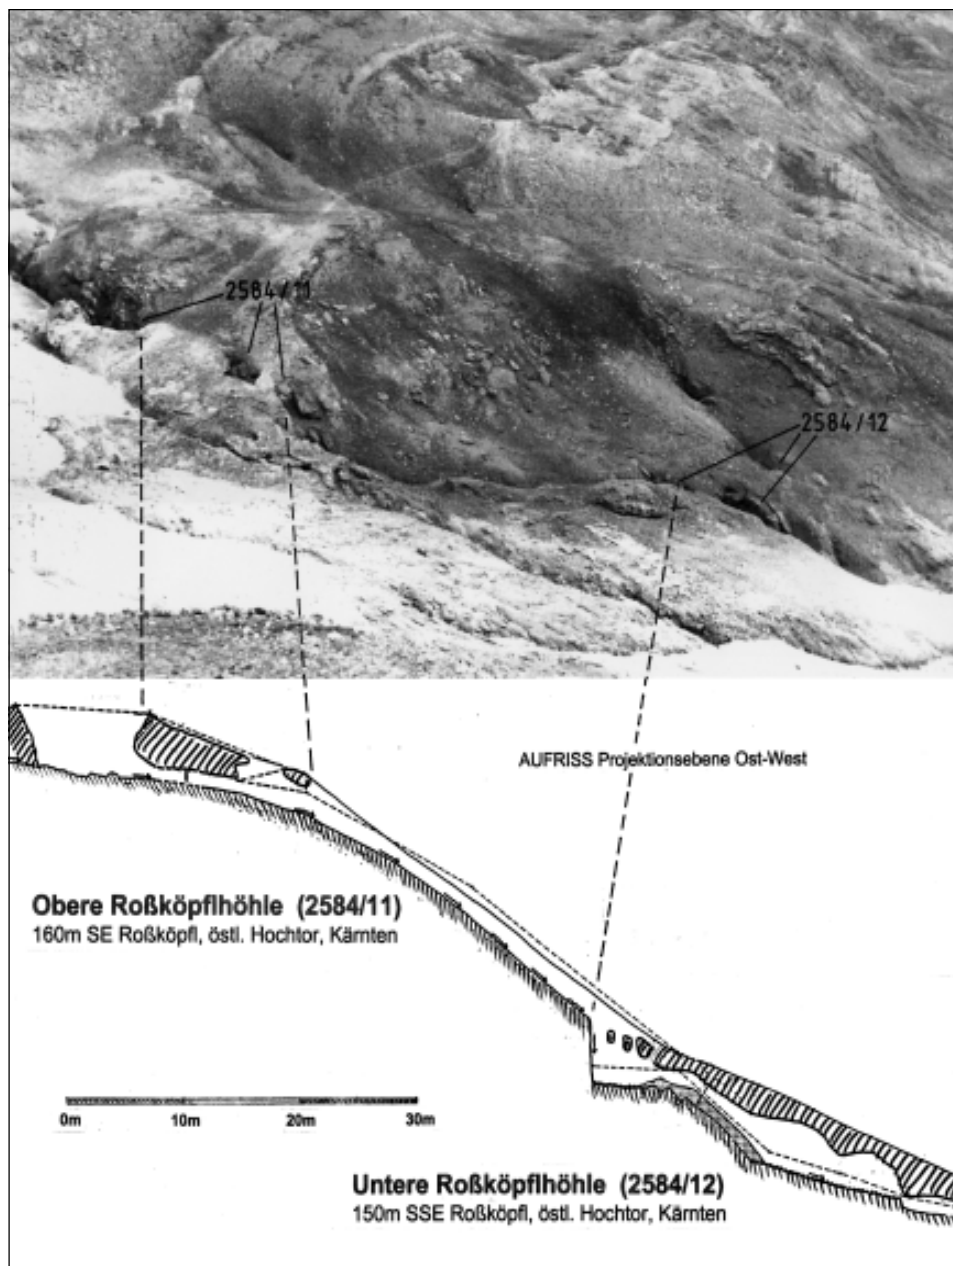 2584/11
2584/12
AUFRISS Projektionsebene Ost-West
Obere Roßköpflhöhle (2584/11)
160m SE Roßköpfl, östl. Hochtor, Kärnten
0m 10m 20m 30m
Untere Roßköpflhöhle (2584/12)
150m SSE Roßköpfl, östl. Hochtor, Kärnten